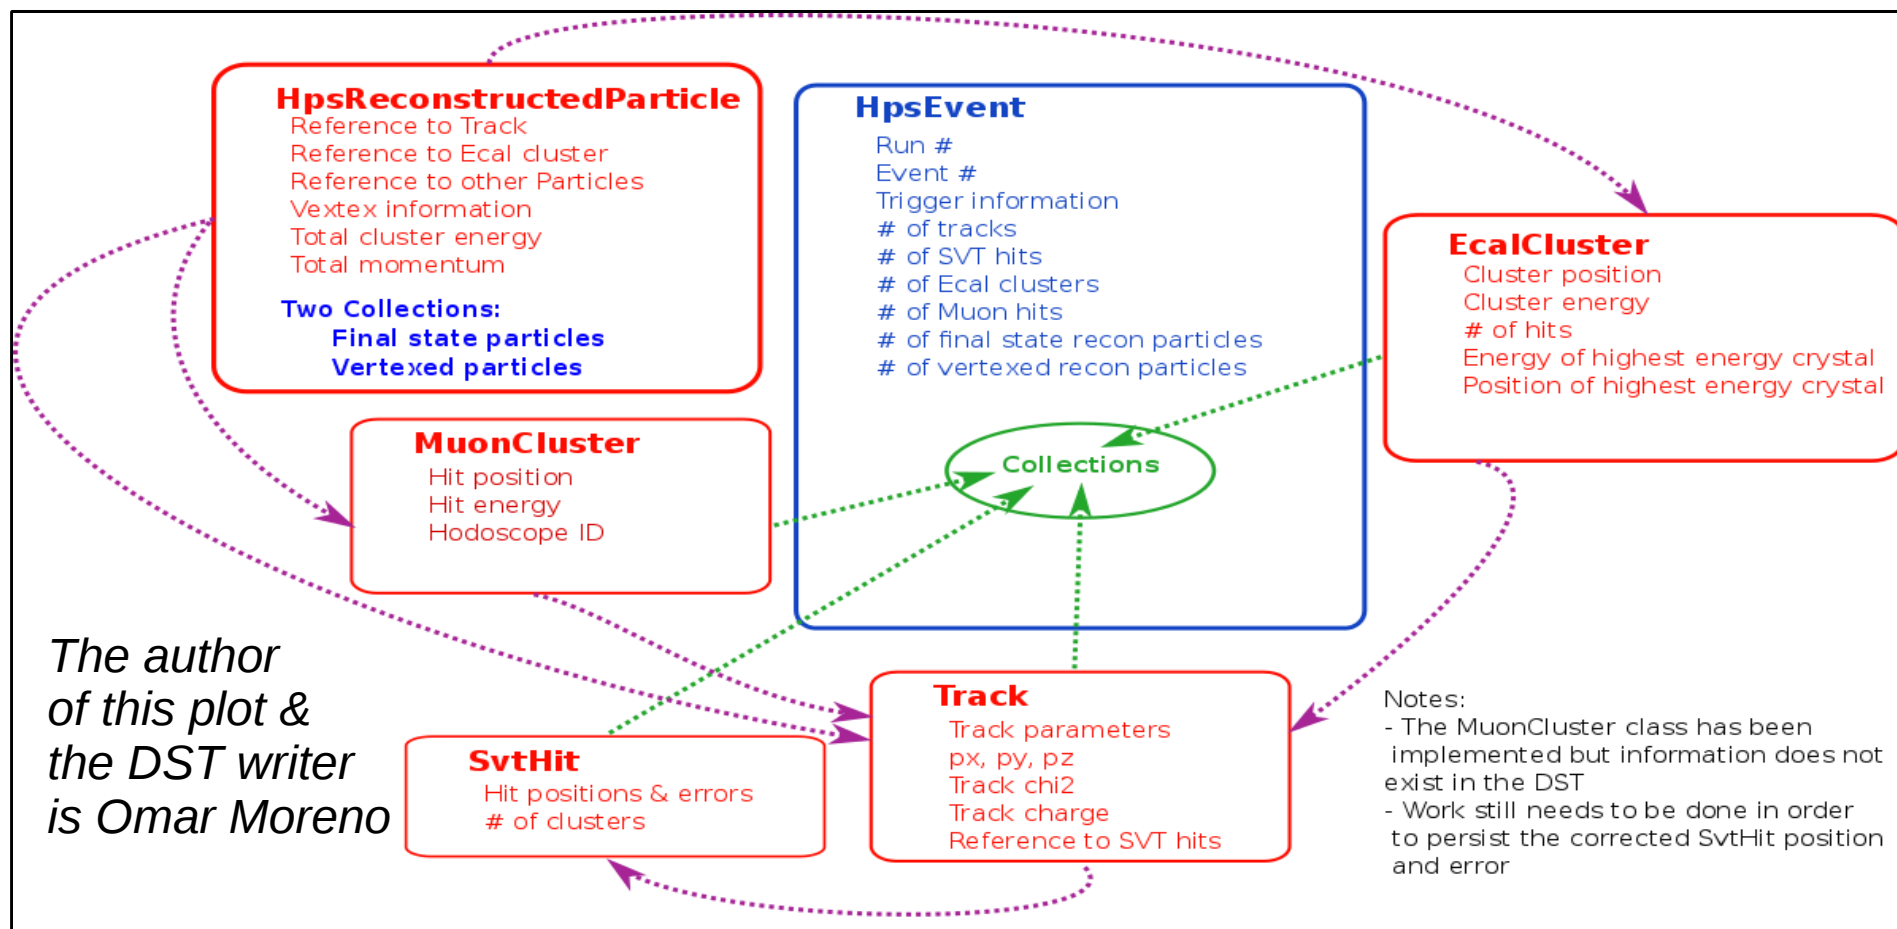 HpsReconstructedParticle
Reference to Track
Reference to Ecal cluster
Reference to other Particles
Vextex information
Total cluster energy
Total momentum
Two Collections:
Final state particles
Vertexed particles
HpsEvent
Run #
Event #
Trigger information
# of tracks
# of SVT hits
# of Ecal clusters
# of Muon hits
# of final state recon particles
# of vertexed recon particles
Collections
EcalCluster
Cluster position
Cluster energy
# of hits
Energy of highest energy crystal
Position of highest energy crystal
MuonCluster
Hit position
Hit energy
Hodoscope ID
The author
of this plot &
the DST writer
is Omar Moreno
SvtHit
Hit positions & errors
# of clusters
Track
Track parameters
px, py, pz
Track chi2
Track charge
Reference to SVT hits
Notes:
- The MuonCluster class has been
implemented but information does not
exist in the DST
- Work still needs to be done in order
to persist the corrected SvtHit position
and error